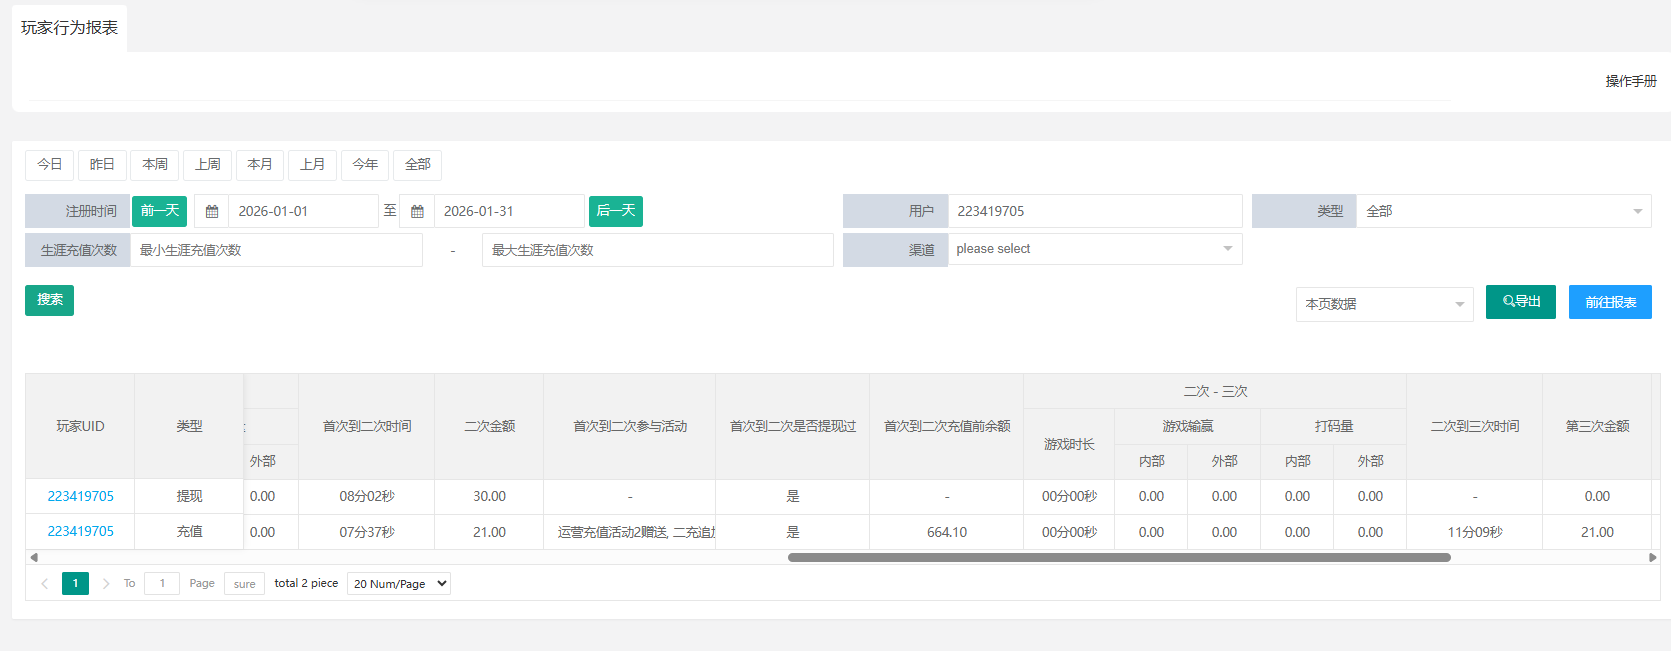 玩家行为报表
操作手册
今日 昨日 本周 上周 本月 上月 今年 全部
注册时间 前一天 2026-01-01 至 2026-01-31 后一天 用户 223419705 类型 全部
生涯充值次数 最小生涯充值次数 - 最大生涯充值次数 渠道 please select
搜索 本页数据 导出 前往报表
二次 - 三次
玩家UID 类型 首次到二次时间 二次金额 首次到二次参与活动 首次到二次是否提现过 首次到二次充值前余额 游戏时长 游戏输赢 打码量 二次到三次时间 第三次金额
外部 内部 外部 内部 外部
223419705 提现 0.00 08分02秒 30.00 - 是 - 00分00秒 0.00 0.00 0.00 0.00 - 0.00
223419705 充值 0.00 07分37秒 21.00 运营充值活动2赠送, 二充追加 是 664.10 00分00秒 0.00 0.00 0.00 0.00 11分09秒 21.00
1 To 1 Page sure total 2 piece 20 Num/Page